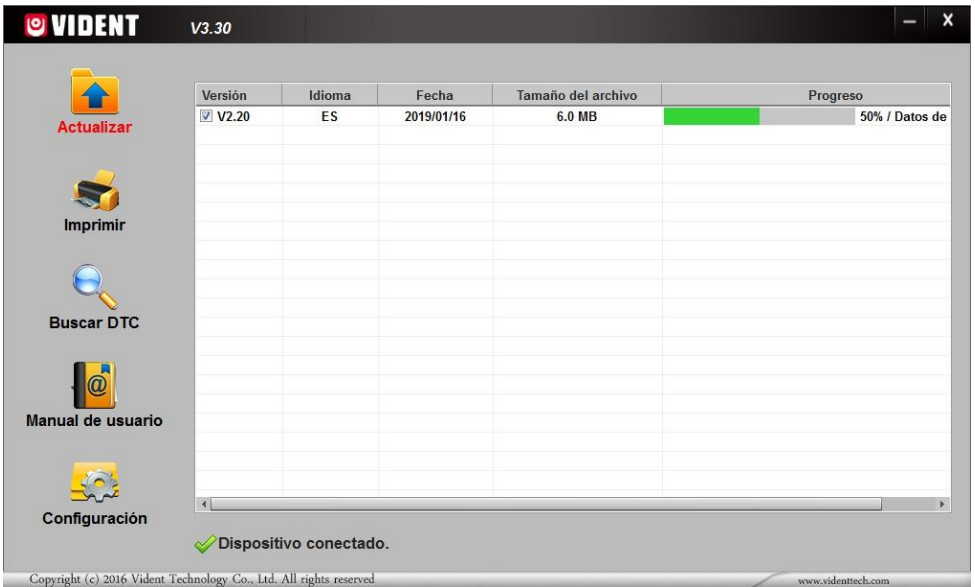 VIDENT V3.30
Actualizar
Imprimir
Buscar DTC
Manual de usuario
Configuración
Versión Idioma Fecha Tamaño del archivo Progreso
V2.20 ES 2019/01/16 6.0 MB 50% / Datos de
Dispositivo conectado.
Copyright (c) 2016 Vident Technology Co., Ltd. All rights reserved www.videnttech.com